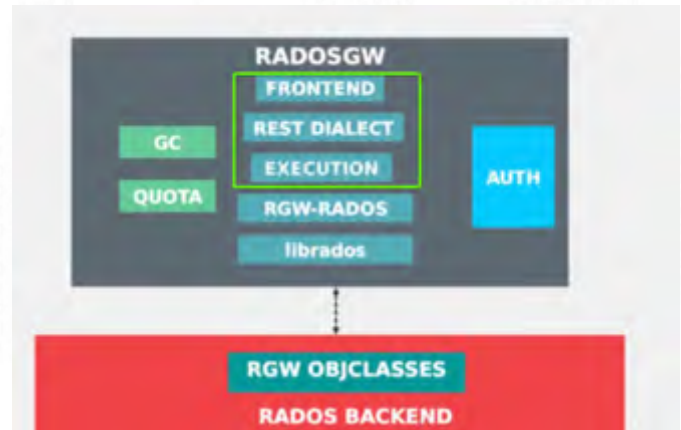 RADOSGW
FRONTEND
REST DIALECT
GC
EXECUTION
AUTH
QUOTA
RGW-RADOS
librados
RGW OBJCLASSES
RADOS BACKEND